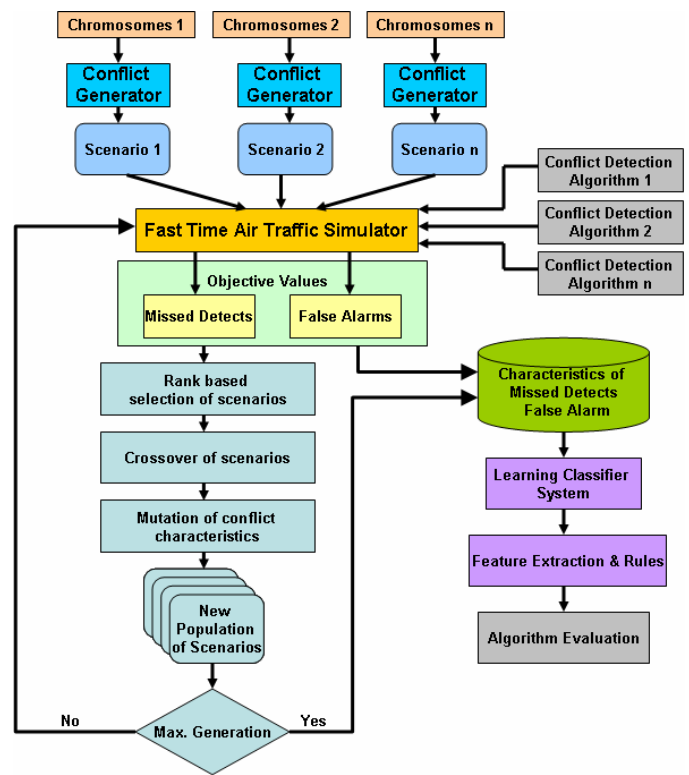 Chromosomes 1
Chromosomes 2
Chromosomes n
Conflict
Generator
Conflict
Generator
Conflict
Generator
Scenario 1
Scenario 2
Scenario n
Conflict Detection
Algorithm 1
Conflict Detection
Algorithm 2
Conflict Detection
Algorithm n
Fast Time Air Traffic Simulator
Objective Values
Missed Detects
False Alarms
Rank based
selection of scenarios
Crossover of scenarios
Mutation of conflict
characteristics
New
Population
of Scenarios
Max. Generation
No
Yes
Characteristics of
Missed Detects
False Alarm
Learning Classifier
System
Feature Extraction & Rules
Algorithm Evaluation